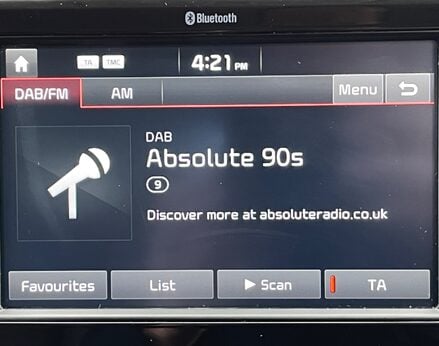 Bluetooth
TA TMC 4:21 PM
DAB/FM AM Menu
DAB
Absolute 90s
9
Discover more at absoluteradio.co.uk
Favourites List Scan TA